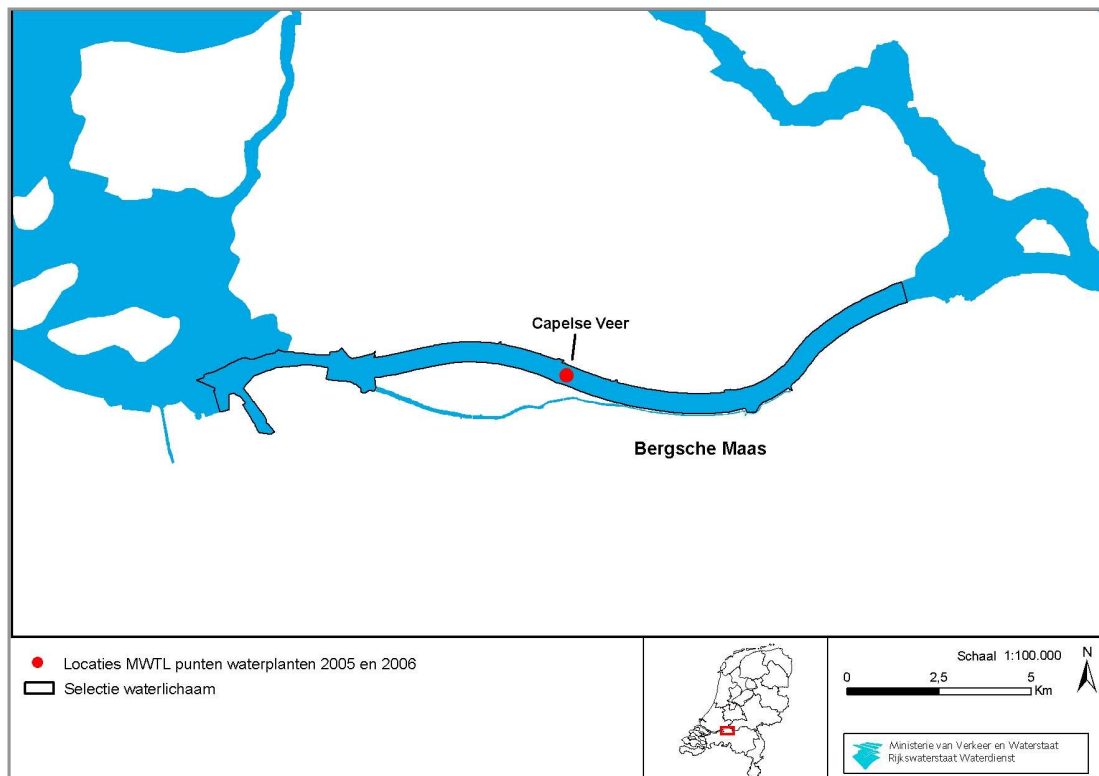 Capelse Veer
Bergsche Maas
Locaties MWTL punten waterplanten 2005 en 2006
Selectie waterlichaam
Schaal 1:100.000
N
0 2,5 5
Km
Ministerie van Verkeer en Waterstaat
Rijkswaterstaat Waterdienst